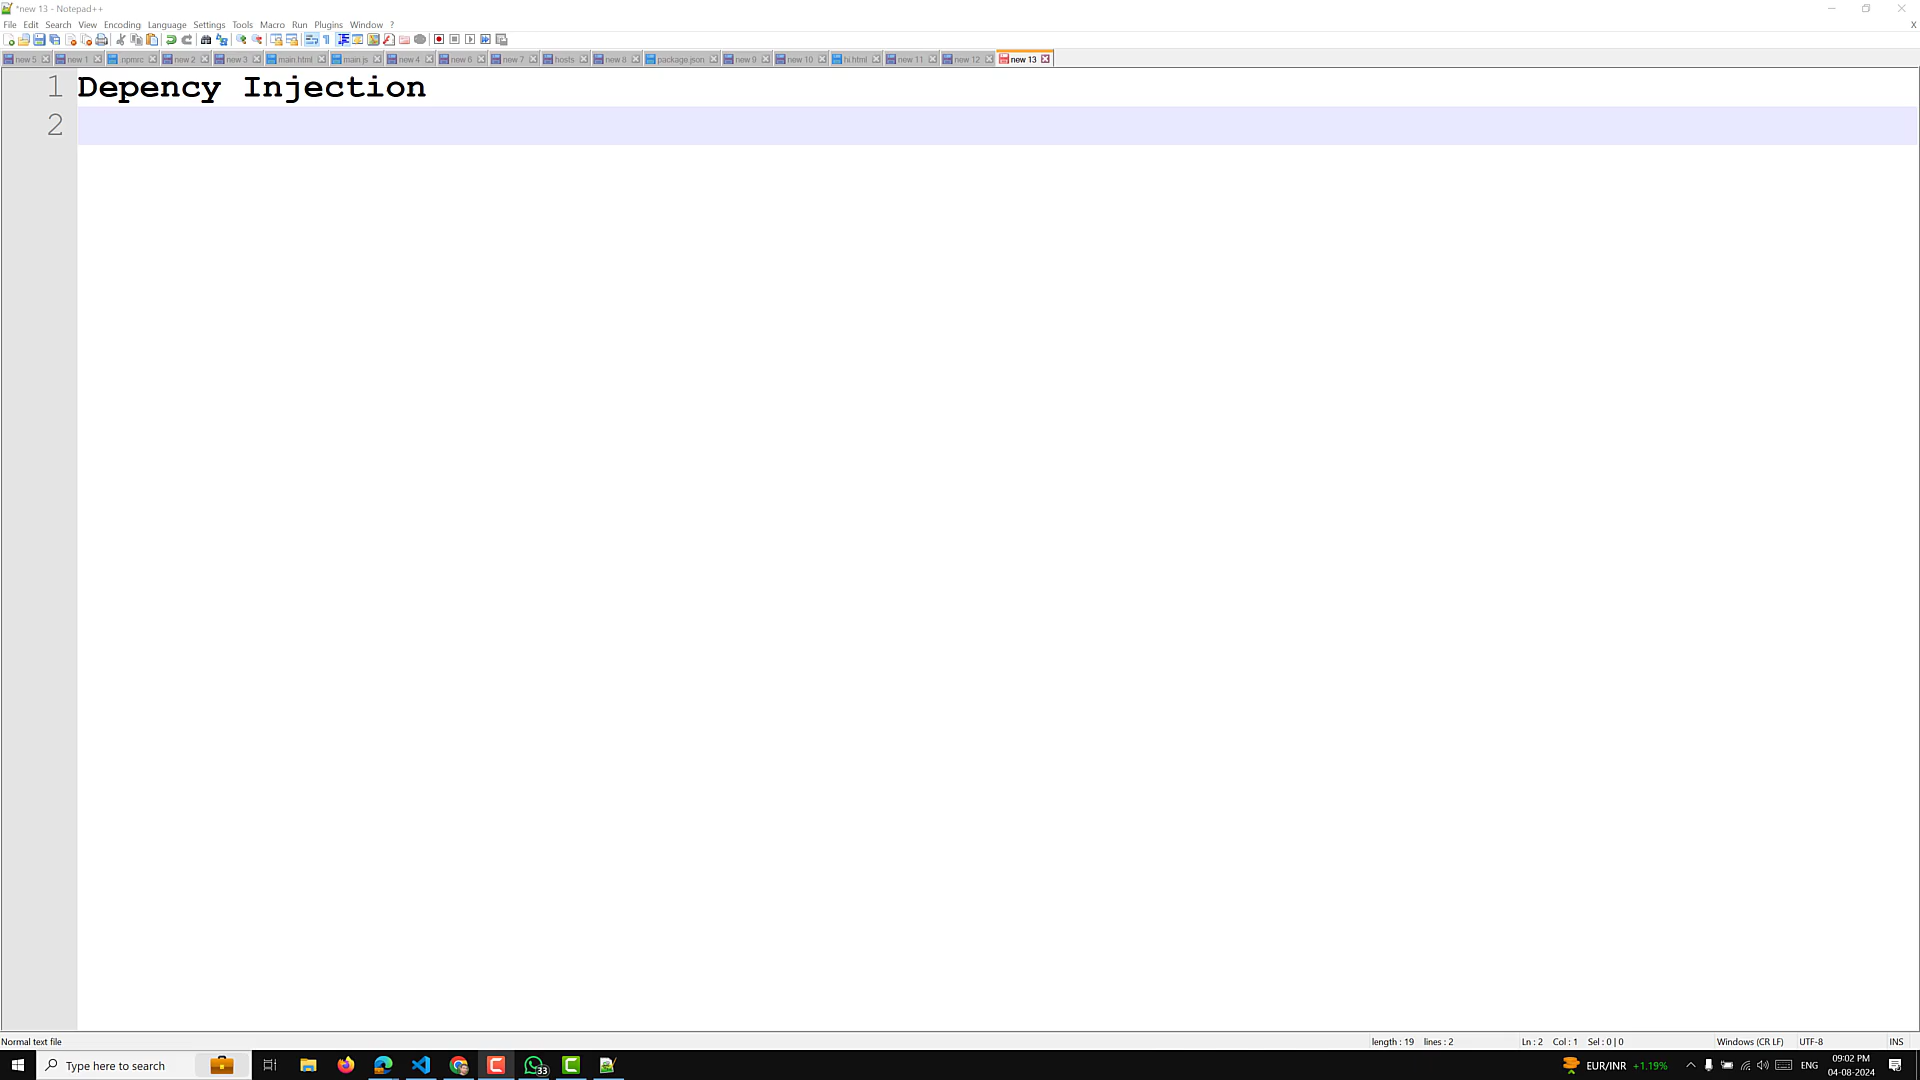 *new 13 - Notepad++
File Edit Search View Encoding Language Settings Tools Macro Run Plugins Window ? X
new 5 new 1 .npmrc new 2 new 3 main.html main.js new 4 new 6 new 7 hosts new 8 package.json new 9 new 10 hi.html new 11 new 12 new 13
1 Depency Injection
2
Normal text file length : 19 lines : 2 Ln : 2 Col : 1 Sel : 0 | 0 Windows (CR LF) UTF-8 INS
Type here to search 33 EUR/INR +1.19% ENG 09:02 PM
04-08-2024